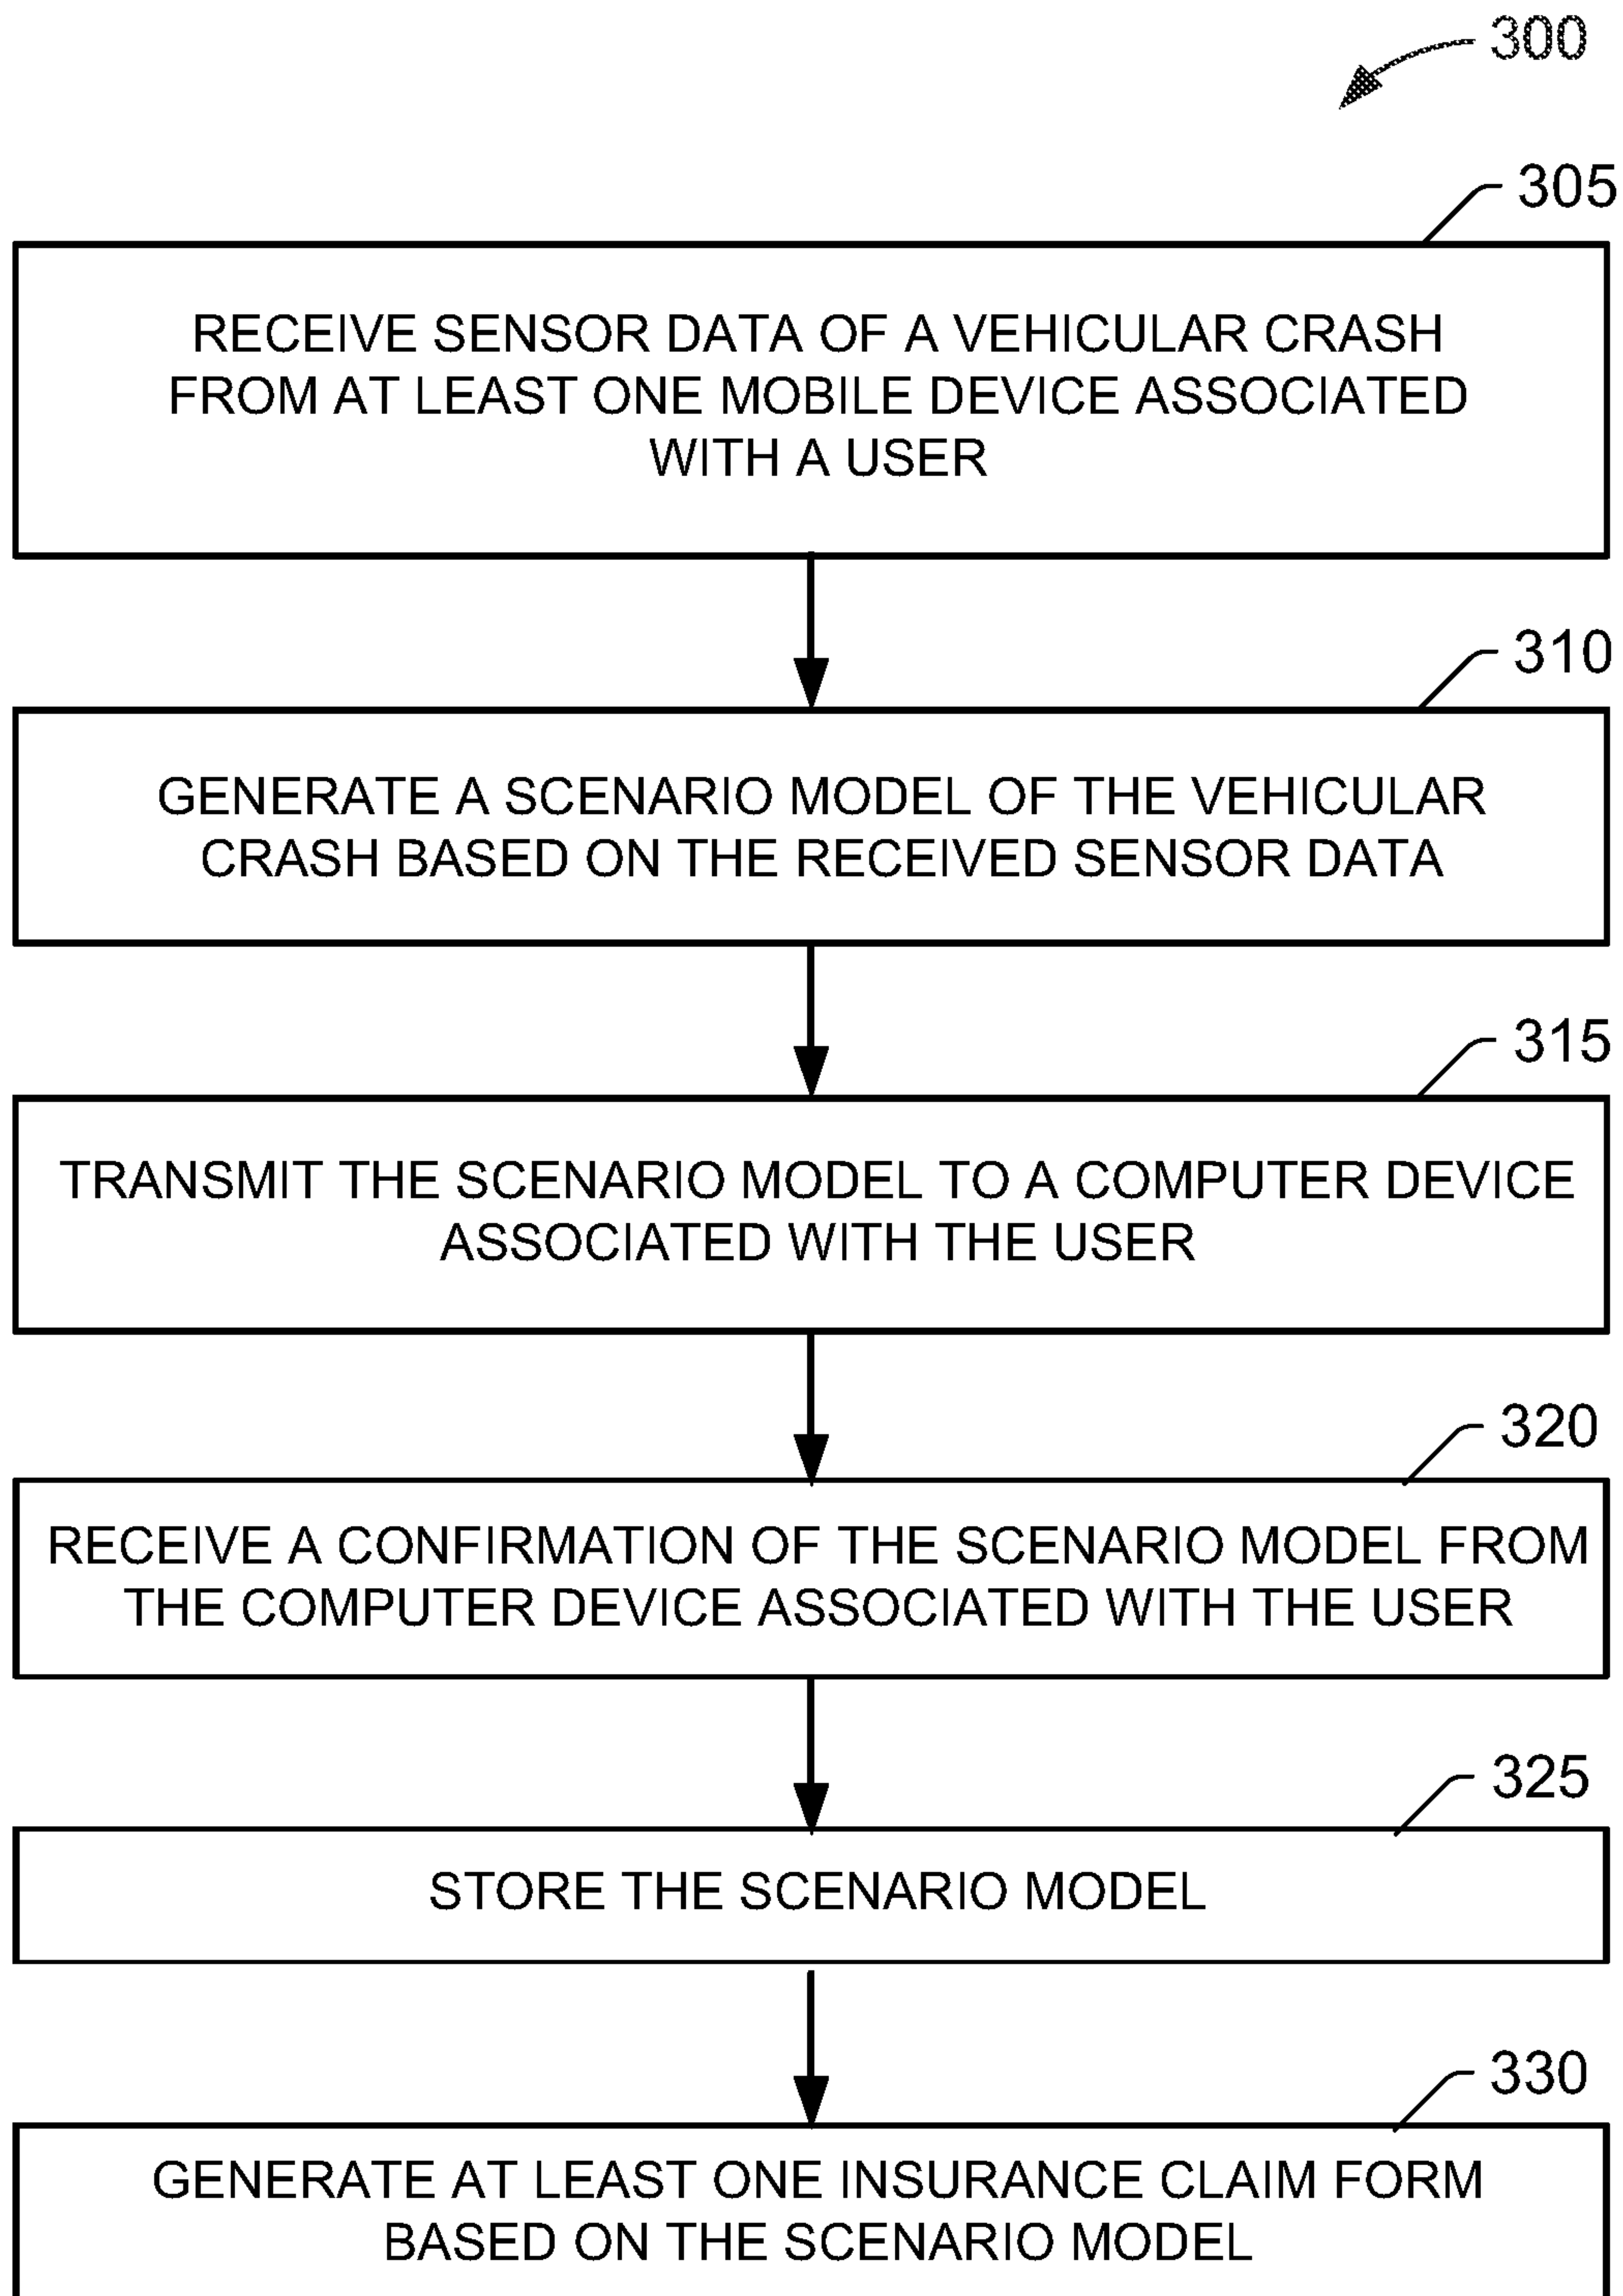 300
305
RECEIVE SENSOR DATA OF A VEHICULAR CRASH
FROM AT LEAST ONE MOBILE DEVICE ASSOCIATED
WITH A USER
310
GENERATE A SCENARIO MODEL OF THE VEHICULAR
CRASH BASED ON THE RECEIVED SENSOR DATA
315
TRANSMIT THE SCENARIO MODEL TO A COMPUTER DEVICE
ASSOCIATED WITH THE USER
320
RECEIVE A CONFIRMATION OF THE SCENARIO MODEL FROM
THE COMPUTER DEVICE ASSOCIATED WITH THE USER
325
STORE THE SCENARIO MODEL
330
GENERATE AT LEAST ONE INSURANCE CLAIM FORM
BASED ON THE SCENARIO MODEL